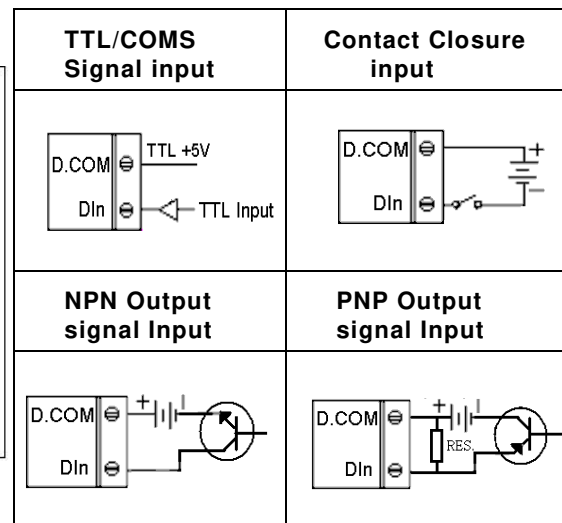 TTL/COMS
Signal input
Contact Closure
input
D.COM
TTL +5V
DIn
TTL Input
D.COM
+
DIn
−
NPN Output
signal Input
PNP Output
signal Input
D.COM
+
DIn
D.COM
+
RES.
DIn